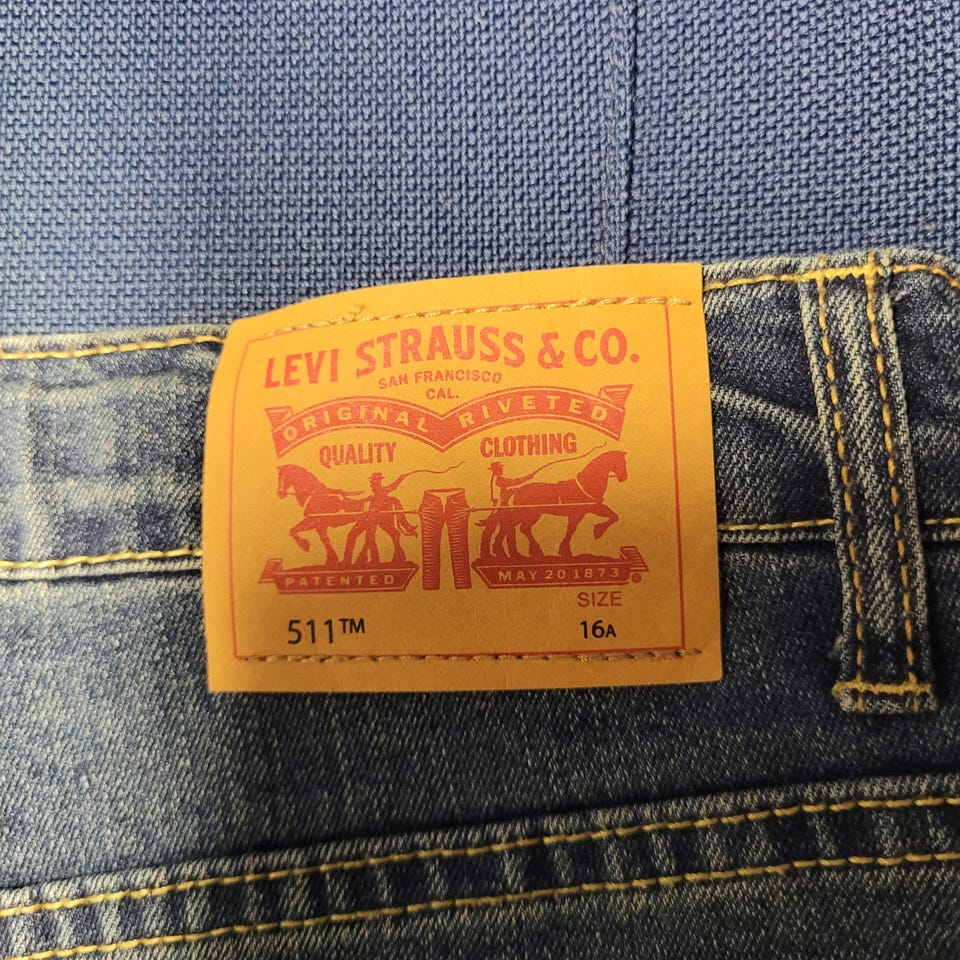 LEVI STRAUSS & CO.
SAN FRANCISCO
CAL.
ORIGINAL RIVETED
QUALITY CLOTHING
PATENTED MAY 20 1873 ®
SIZE
511™ 16A